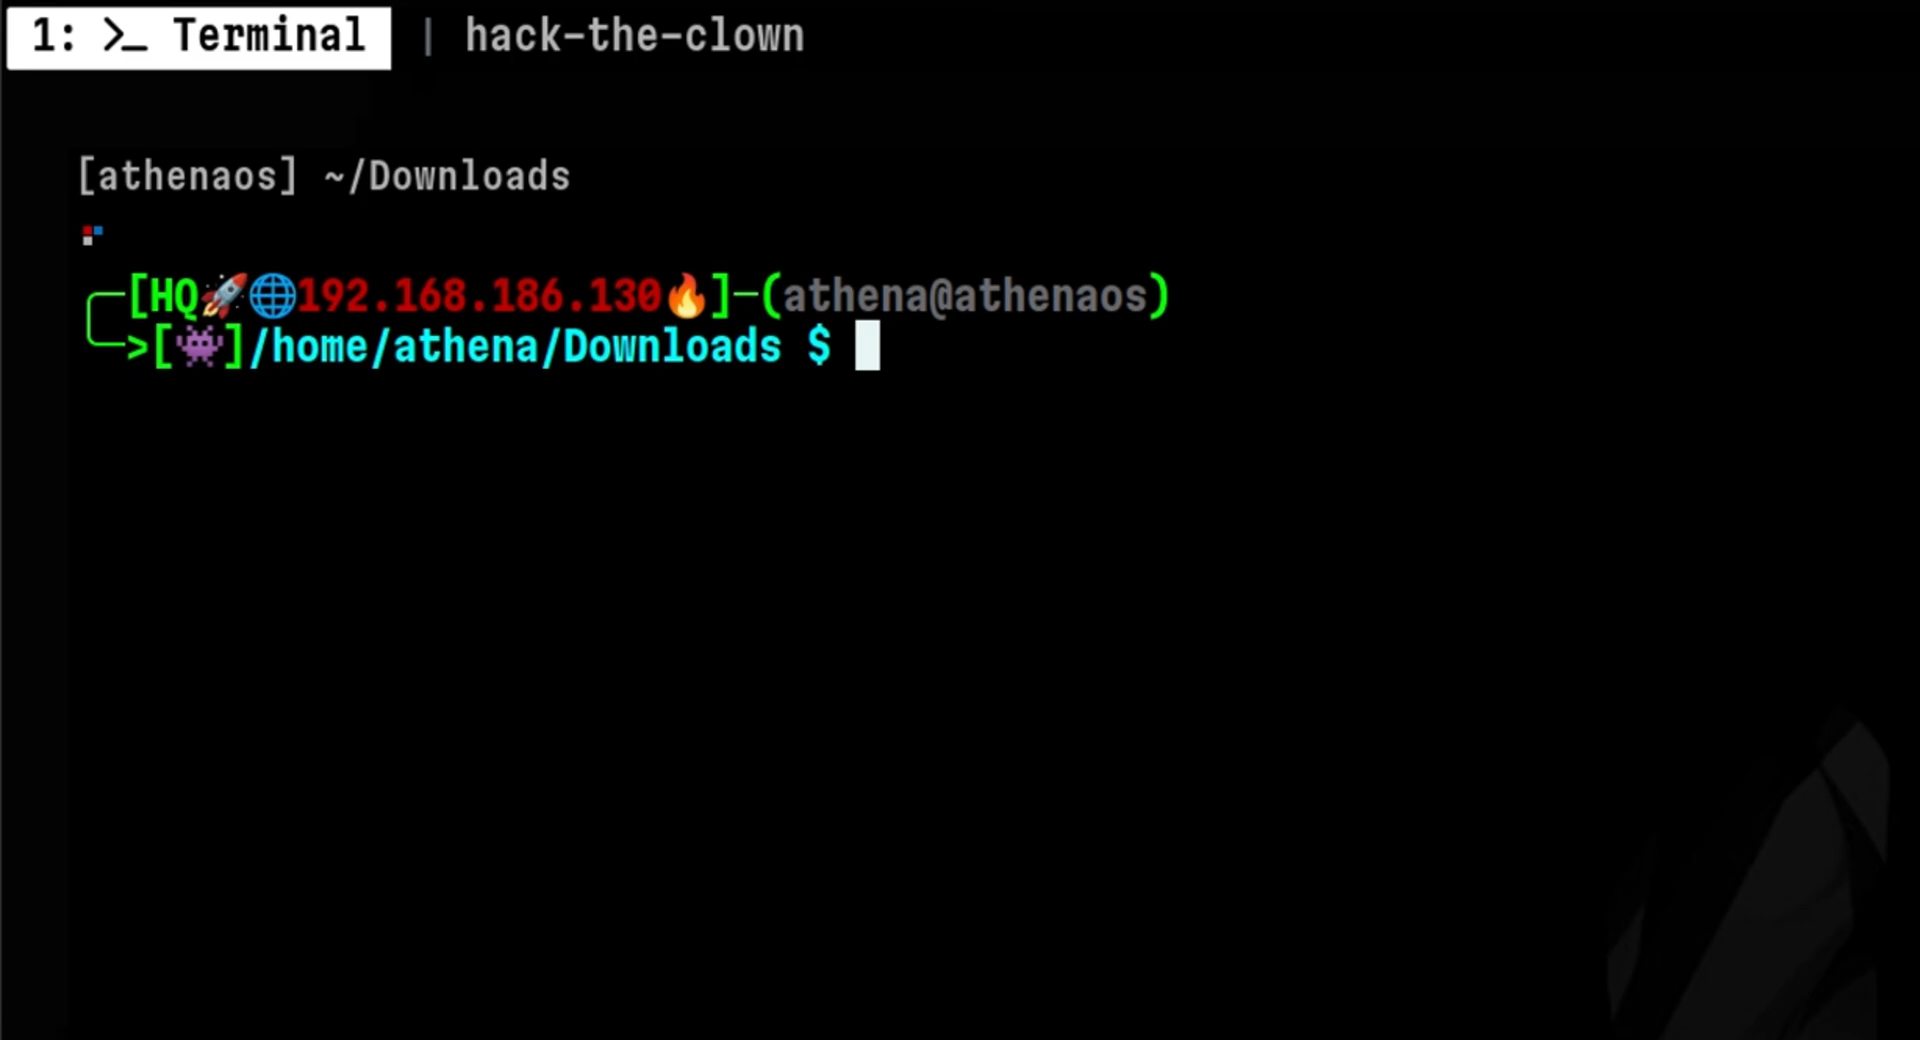 1: >_ Terminal | hack-the-clown
[athenaos] ~/Downloads
╭─[HQ🚀🌐192.168.186.130🔥]─(athena@athenaos)
╰─>[👾]/home/athena/Downloads $